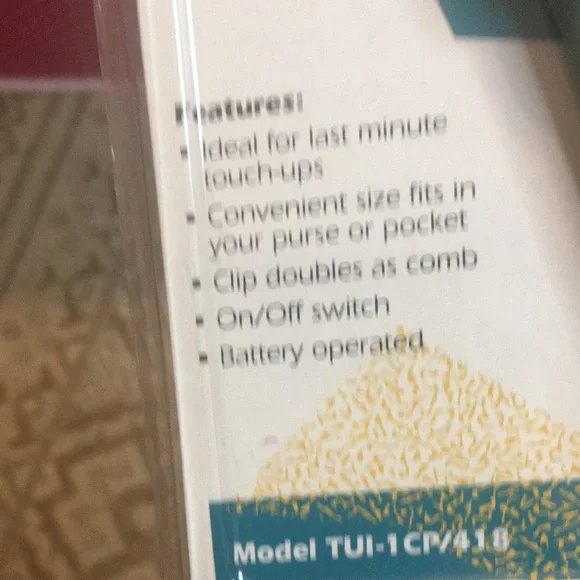 Features:
• Ideal for last minute
touch-ups
• Convenient size fits in
your purse or pocket
• Clip doubles as comb
• On/Off switch
• Battery operated
Model TUI-1CP/418